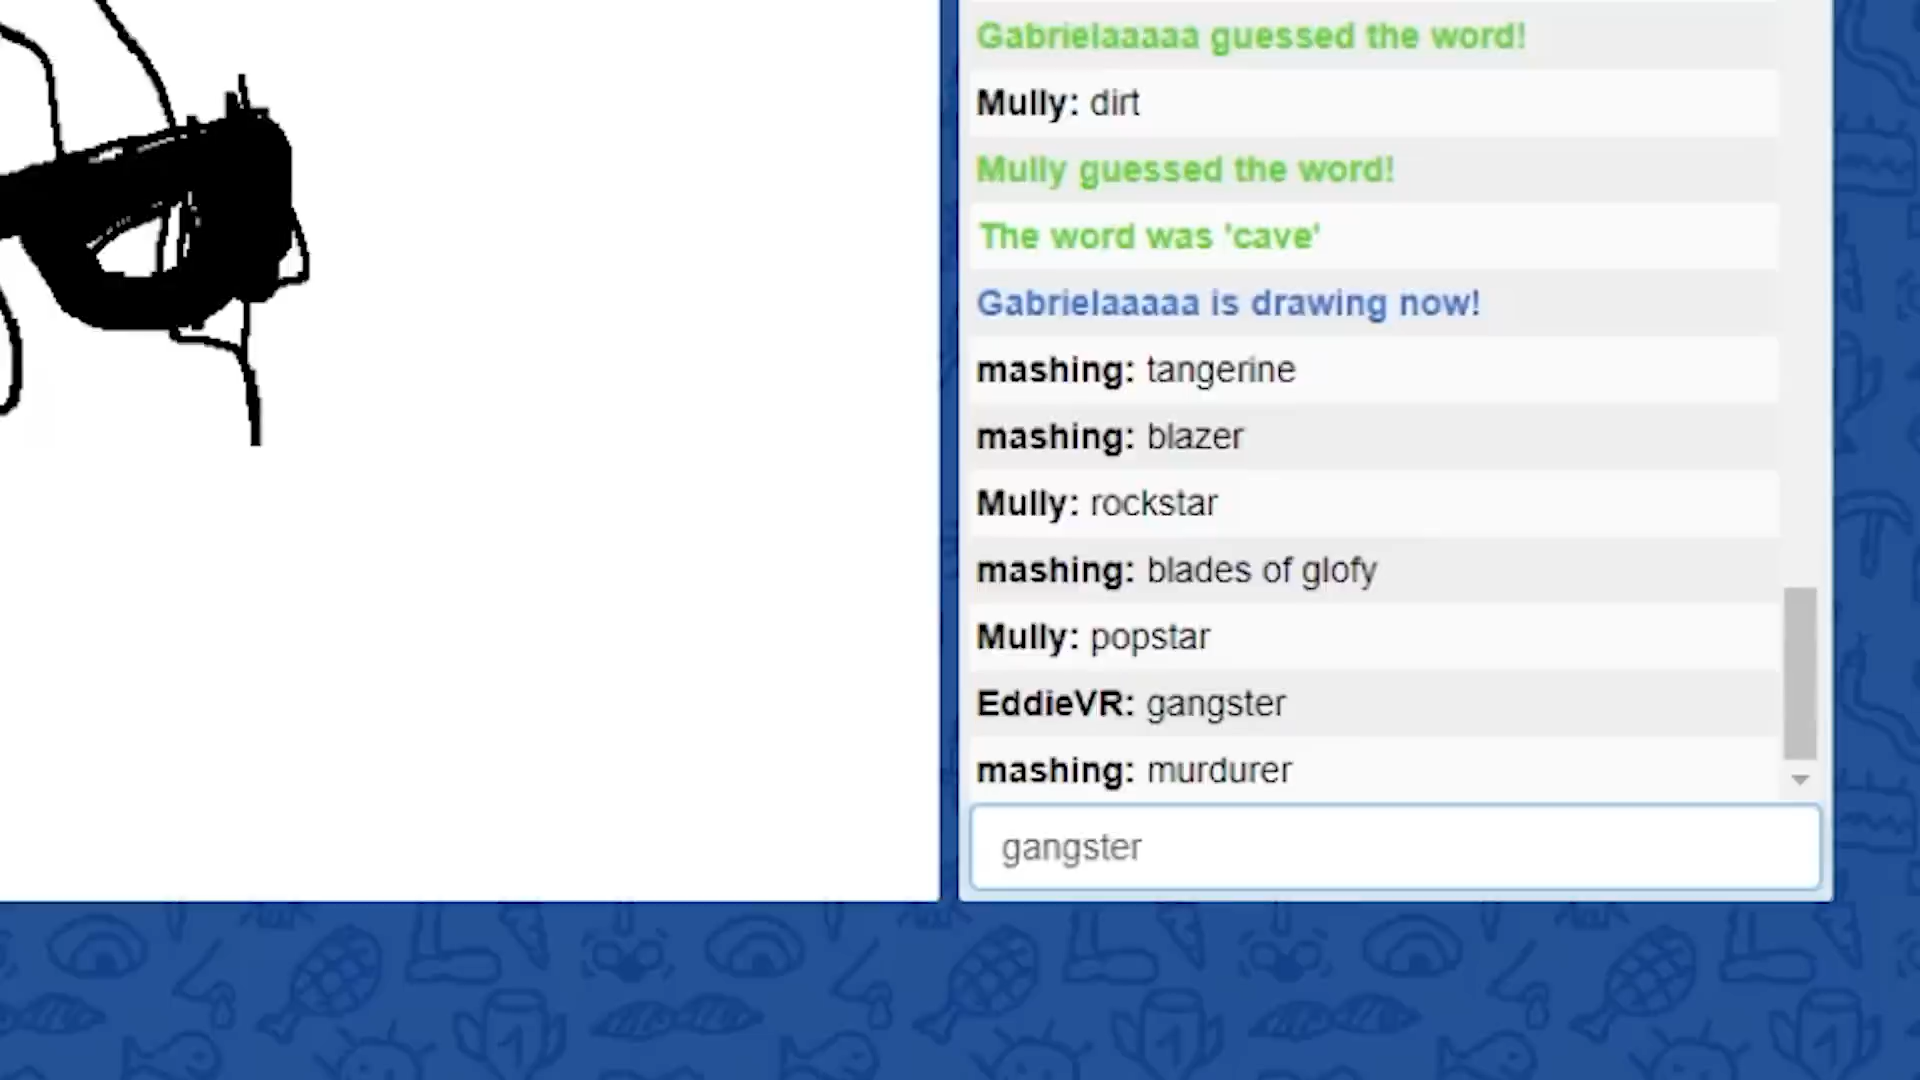 Gabrielaaaaa guessed the word!
Mully: dirt
Mully guessed the word!
The word was 'cave'
Gabrielaaaaa is drawing now!
mashing: tangerine
mashing: blazer
Mully: rockstar
mashing: blades of glofy
Mully: popstar
EddieVR: gangster
mashing: murdurer
gangster